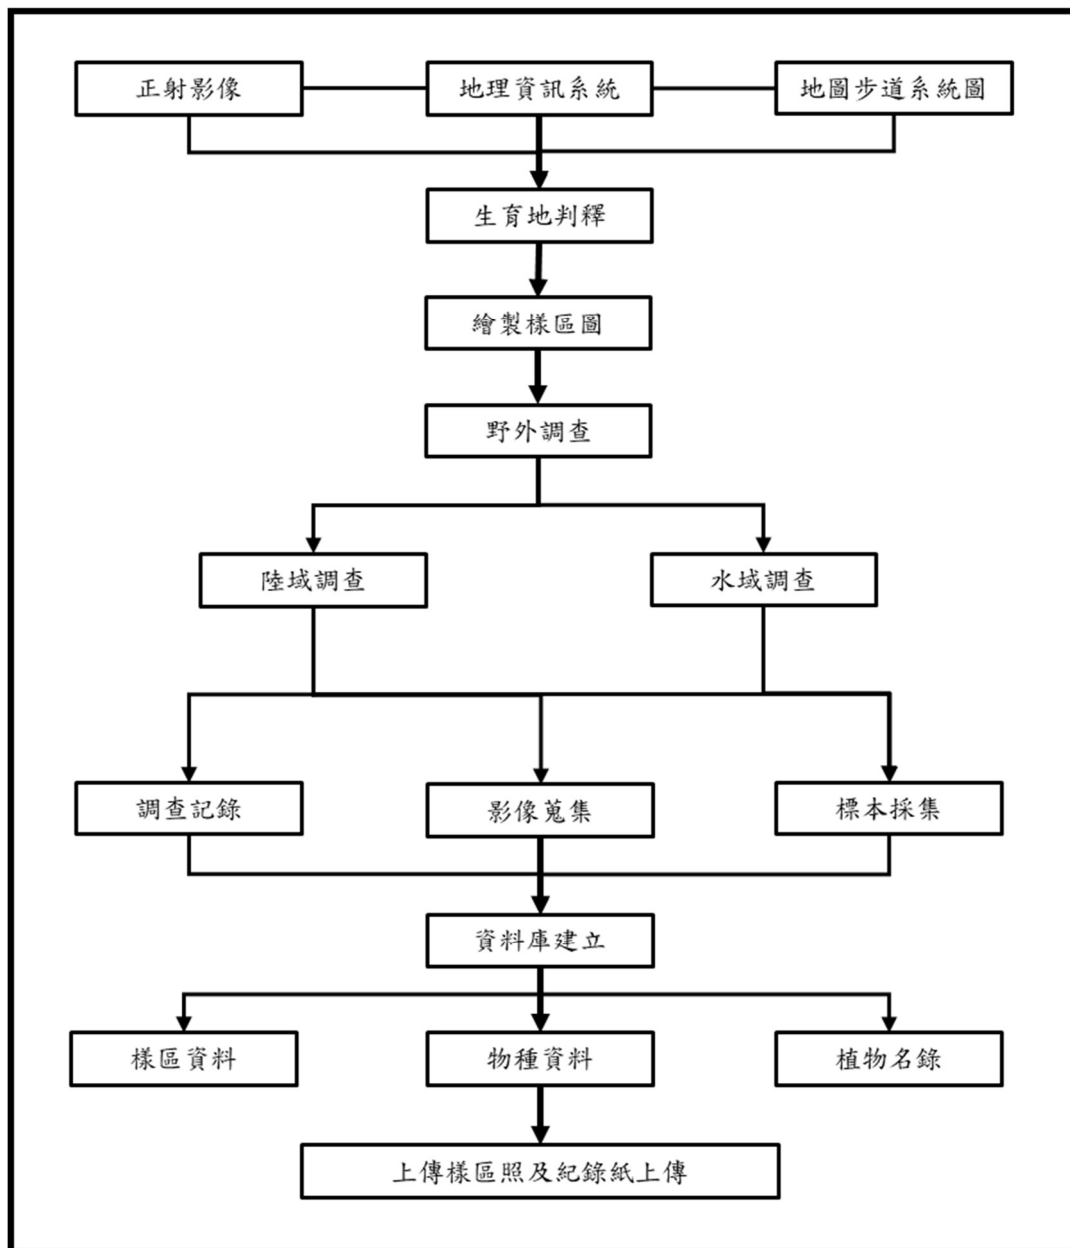 正射影像
地理資訊系統
地圖步道系統圖
生育地判釋
繪製樣區圖
野外調查
陸域調查
水域調查
調查記錄
影像蒐集
標本採集
資料庫建立
樣區資料
物種資料
植物名錄
上傳樣區照及紀錄紙上傳